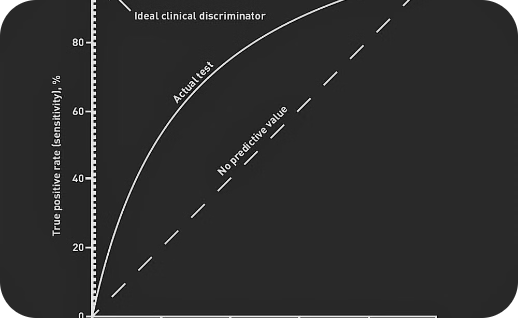 Ideal clinical discriminator
80
Actual test
60
No predictive value
True positive rate (sensitivity), %
40
20
0